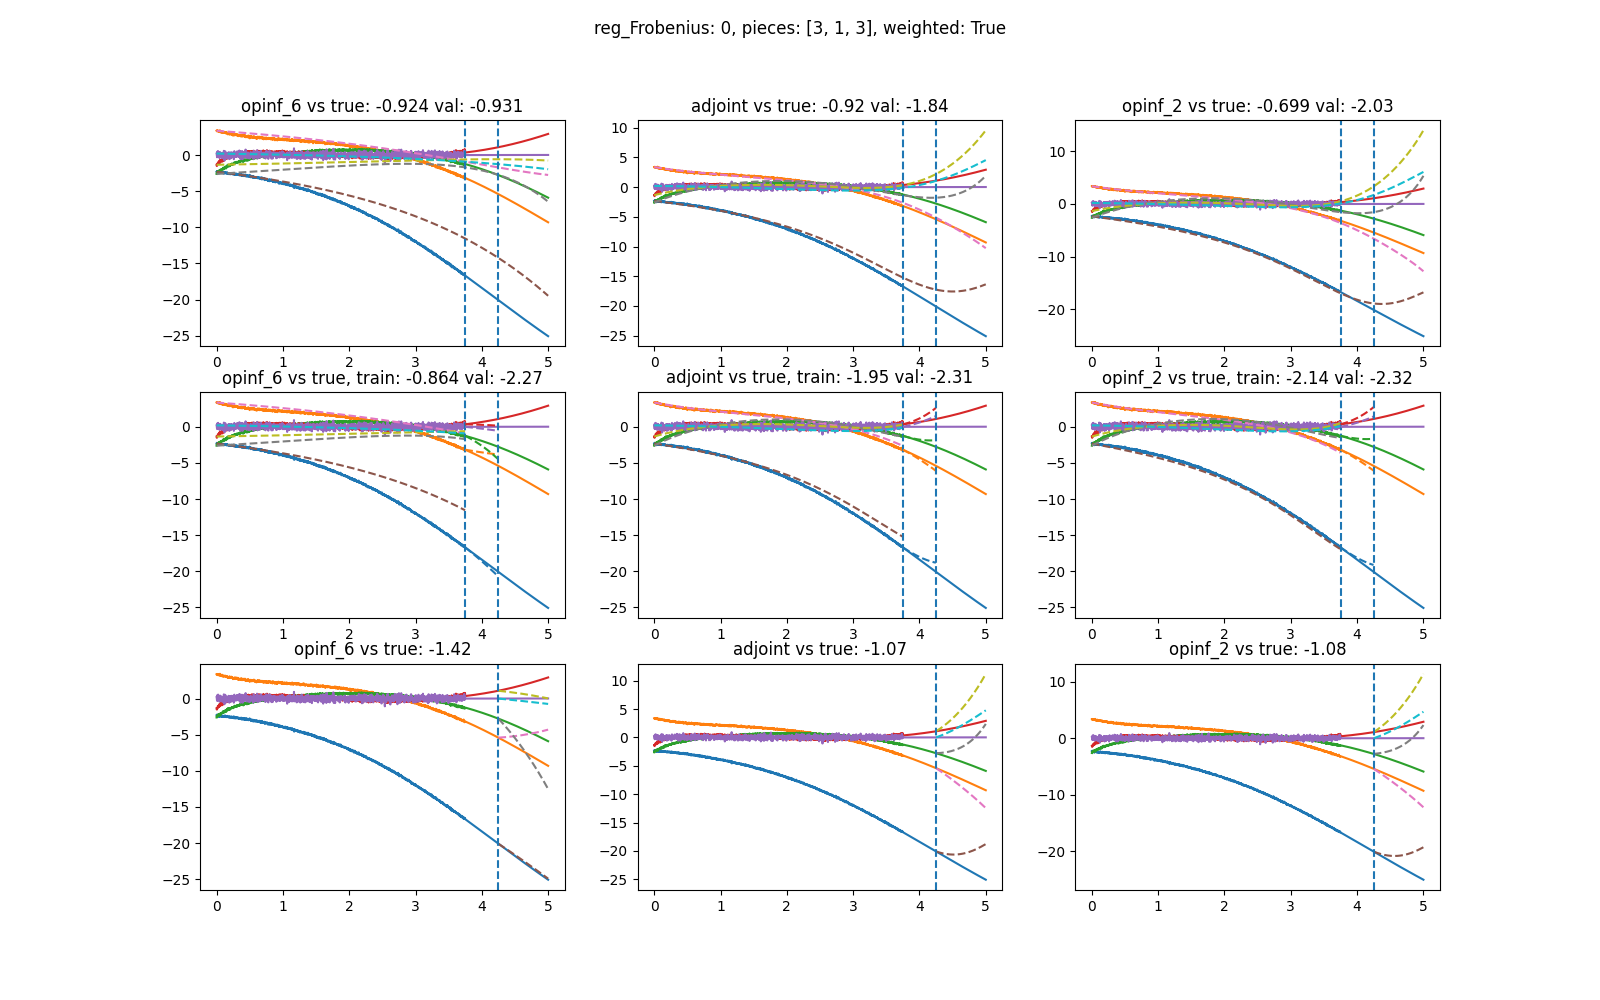 reg_Frobenius: 0, pieces: [3, 1, 3], weighted: True
opinf_6 vs true: -0.924 val: -0.931
adjoint vs true: -0.92 val: -1.84
opinf_2 vs true: -0.699 val: -2.03
0
−5
−10
−15
−20
−25
0 1 2 3 4 5
10
5
0
−5
−10
−15
−20
−25
0 1 2 3 4 5
10
0
−10
−20
0 1 2 3 4 5
opinf_6 vs true, train: -0.864 val: -2.27
adjoint vs true, train: -1.95 val: -2.31
opinf_2 vs true, train: -2.14 val: -2.32
0
−5
−10
−15
−20
−25
0 1 2 3 4 5
0
−5
−10
−15
−20
−25
0 1 2 3 4 5
0
−5
−10
−15
−20
−25
0 1 2 3 4 5
opinf_6 vs true: -1.42
adjoint vs true: -1.07
opinf_2 vs true: -1.08
0
−5
−10
−15
−20
−25
0 1 2 3 4 5
10
5
0
−5
−10
−15
−20
−25
0 1 2 3 4 5
10
0
−10
−20
0 1 2 3 4 5